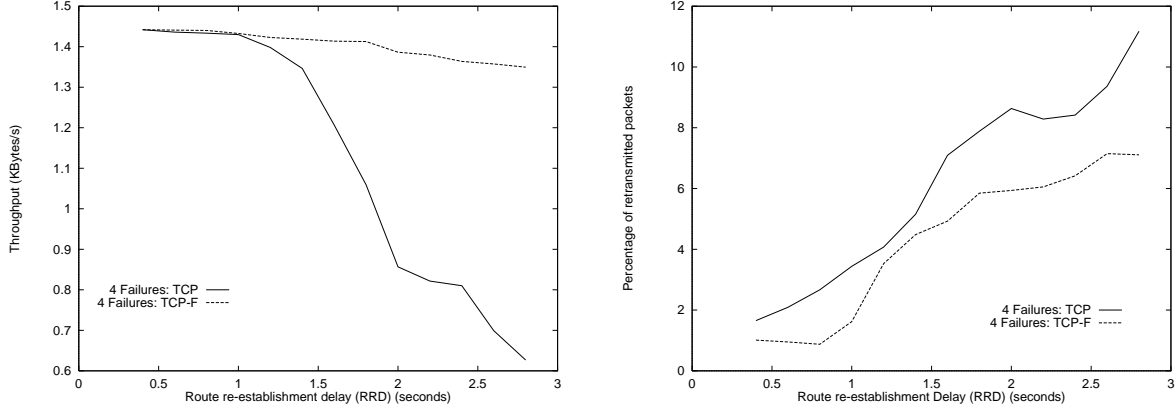 1.5
1.4
1.3
1.2
1.1
1
0.9
0.8
0.7
0.6
Throughput (KBytes/s)
4 Failures: TCP
4 Failures: TCP-F
0 0.5 1 1.5 2 2.5 3
Route re-establishment delay (RRD) (seconds)
12
10
8
6
4
2
0
Percentage of retransmitted packets
4 Failures: TCP
4 Failures: TCP-F
0 0.5 1 1.5 2 2.5 3
Route re-establishment Delay (RRD) (seconds)